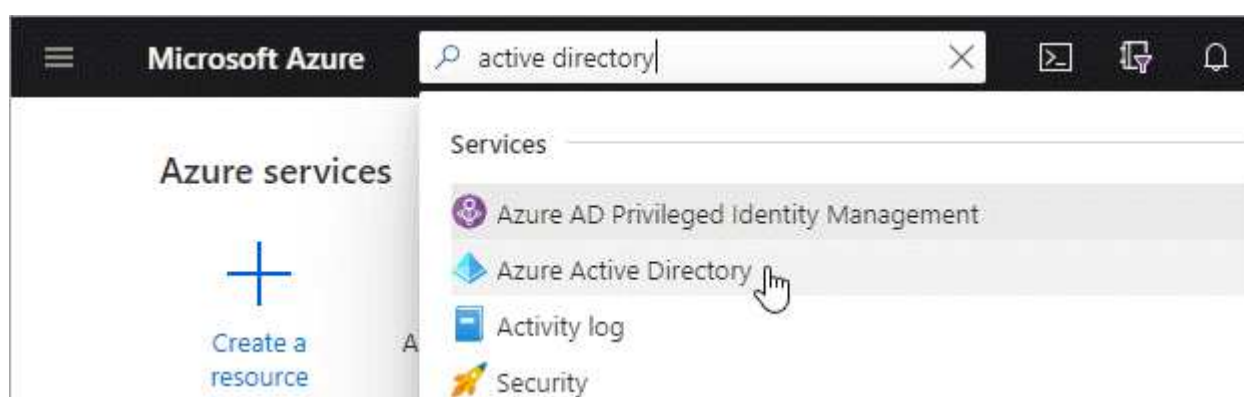 Microsoft Azure
active directory
Azure services
Services
Azure AD Privileged Identity Management
Azure Active Directory
Activity log
Security
Create a
resource
A